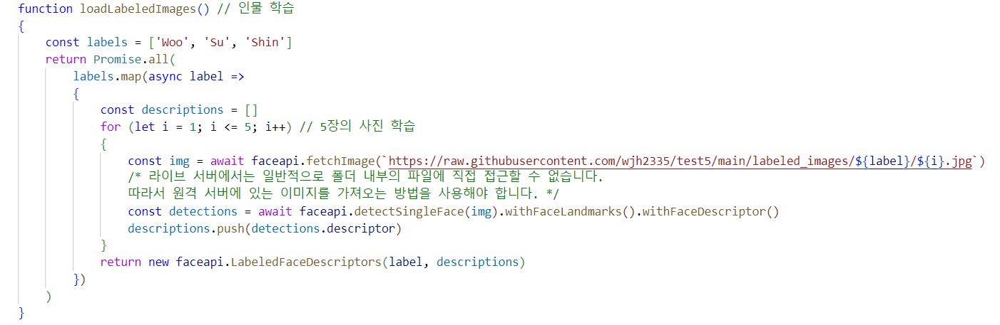 function loadLabeledImages() // 인물 학습
{
    const labels = ['Woo', 'Su', 'Shin']
    return Promise.all(
        labels.map(async label =>
        {
            const descriptions = []
            for (let i = 1; i <= 5; i++) // 5장의 사진 학습
            {
                const img = await faceapi.fetchImage(`https://raw.githubusercontent.com/wjh2335/test5/main/labeled_images/${label}/${i}.jpg`)
                /* 라이브 서버에서는 일반적으로 폴더 내부의 파일에 직접 접근할 수 없습니다.
                따라서 원격 서버에 있는 이미지를 가져오는 방법을 사용해야 합니다. */
                const detections = await faceapi.detectSingleFace(img).withFaceLandmarks().withFaceDescriptor()
                descriptions.push(detections.descriptor)
            }
            return new faceapi.LabeledFaceDescriptors(label, descriptions)
        })
    )
}